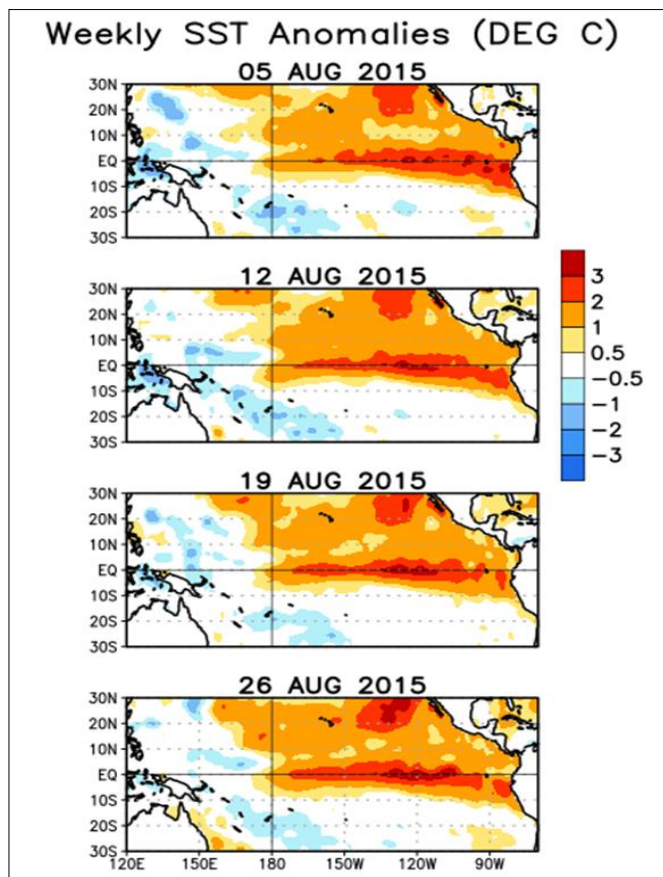 Weekly SST Anomalies (DEG C)
05 AUG 2015
30N
20N
10N
EQ
10S
20S
30S
12 AUG 2015
30N
20N
10N
EQ
10S
20S
30S
19 AUG 2015
30N
20N
10N
EQ
10S
20S
30S
26 AUG 2015
30N
20N
10N
EQ
10S
20S
30S
120E 150E 180 150W 120W 90W
3
2
1
0.5
−0.5
−1
−2
−3